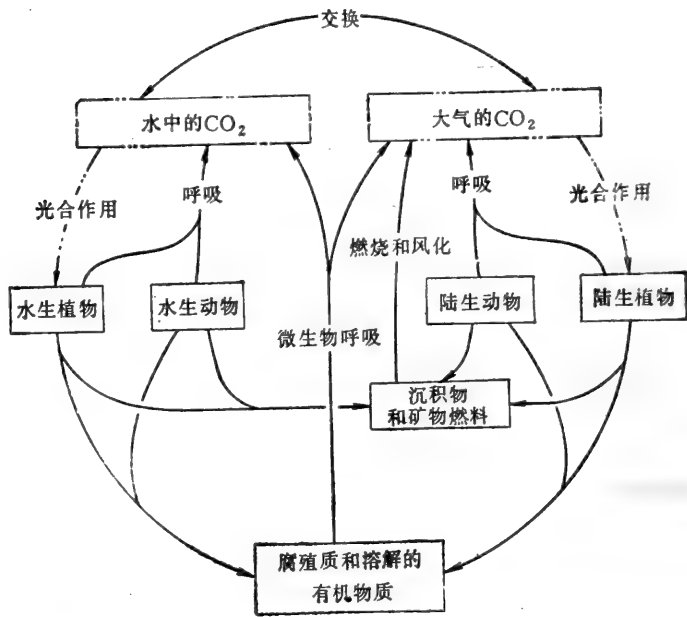 交换
水中的CO₂
大气的CO₂
呼吸
呼吸
光合作用
光合作用
燃烧和风化
水生植物
水生动物
陆生动物
陆生植物
微生物呼吸
沉积物
和矿物燃料
腐殖质和溶解的
有机物质